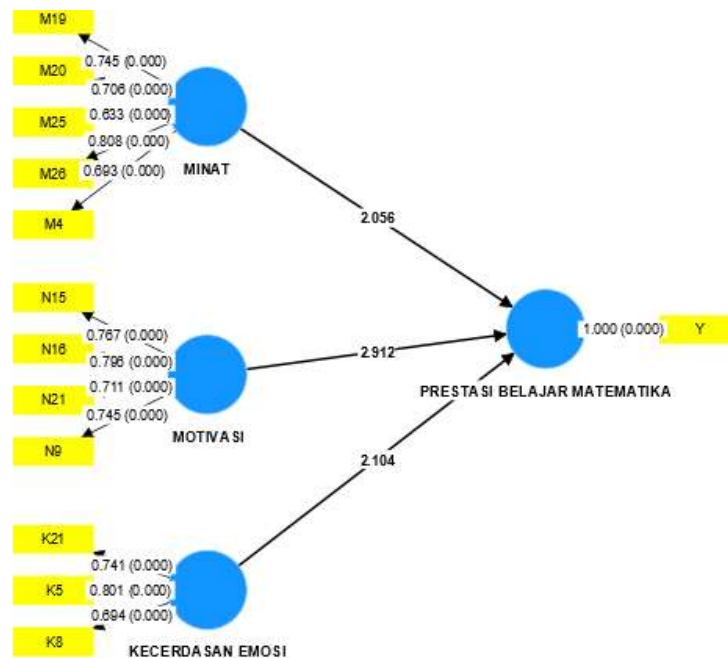 M19
0.745 (0.000)
M20
0.706 (0.000)
M25
0.633 (0.000)
0.808 (0.000)
M26
0.693 (0.000)
M4
MINAT
2.056
N15
0.767 (0.000)
N16
0.796 (0.000)
N21
0.711 (0.000)
0.745 (0.000)
N9
MOTIVASI
2.912
1.000 (0.000)
Y
PRESTASI BELAJAR MATEMATIKA
2.104
K21
0.741 (0.000)
K5
0.801 (0.000)
0.694 (0.000)
K8
KECERDASAN EMOSI